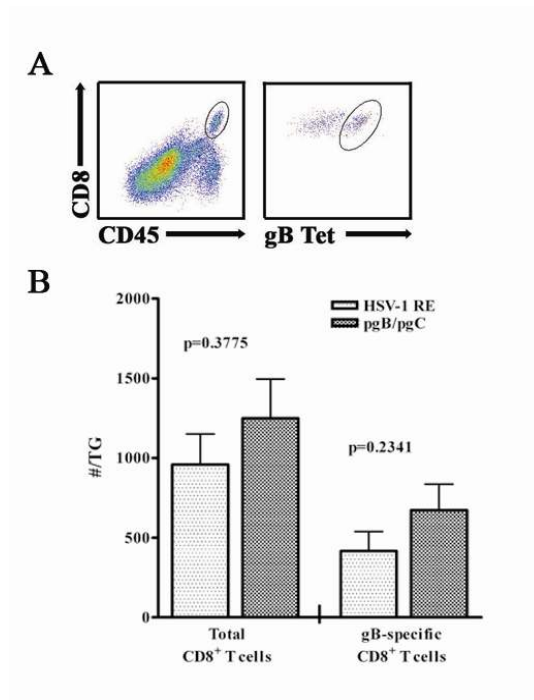 A
CD8
CD45
gB Tet
B
2000
1500
1000
500
0
#/TG
HSV-1 RE
pgB/pgC
p=0.3775
p=0.2341
Total
CD8⁺ T cells
gB-specific
CD8⁺ T cells